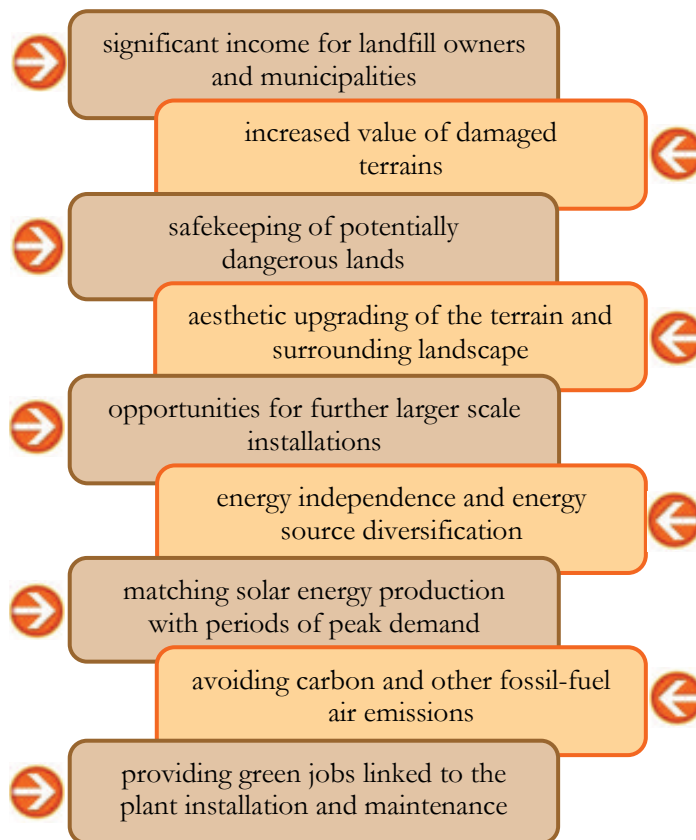 significant income for landfill owners
and municipalities
increased value of damaged
terrains
safekeeping of potentially
dangerous lands
aesthetic upgrading of the terrain and
surrounding landscape
opportunities for further larger scale
installations
energy independence and energy
source diversification
matching solar energy production
with periods of peak demand
avoiding carbon and other fossil-fuel
air emissions
providing green jobs linked to the
plant installation and maintenance